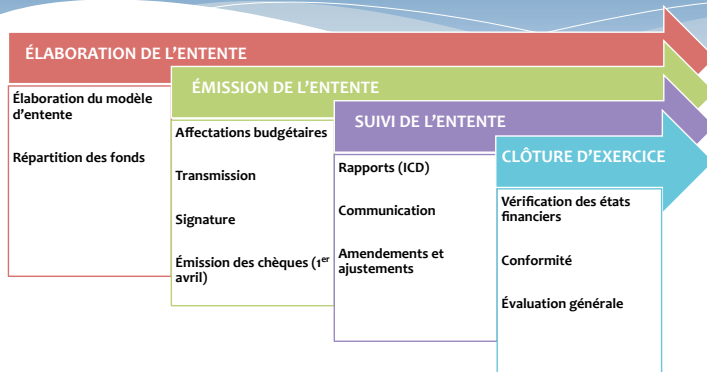 ÉLABORATION DE L'ENTENTE
Élaboration du modèle
d'entente
Répartition des fonds
ÉMISSION DE L'ENTENTE
Affectations budgétaires
Transmission
Signature
Émission des chèques (1er
avril)
SUIVI DE L'ENTENTE
Rapports (ICD)
Communication
Amendements et
ajustements
CLÔTURE D'EXERCICE
Vérification des états
financiers
Conformité
Évaluation générale